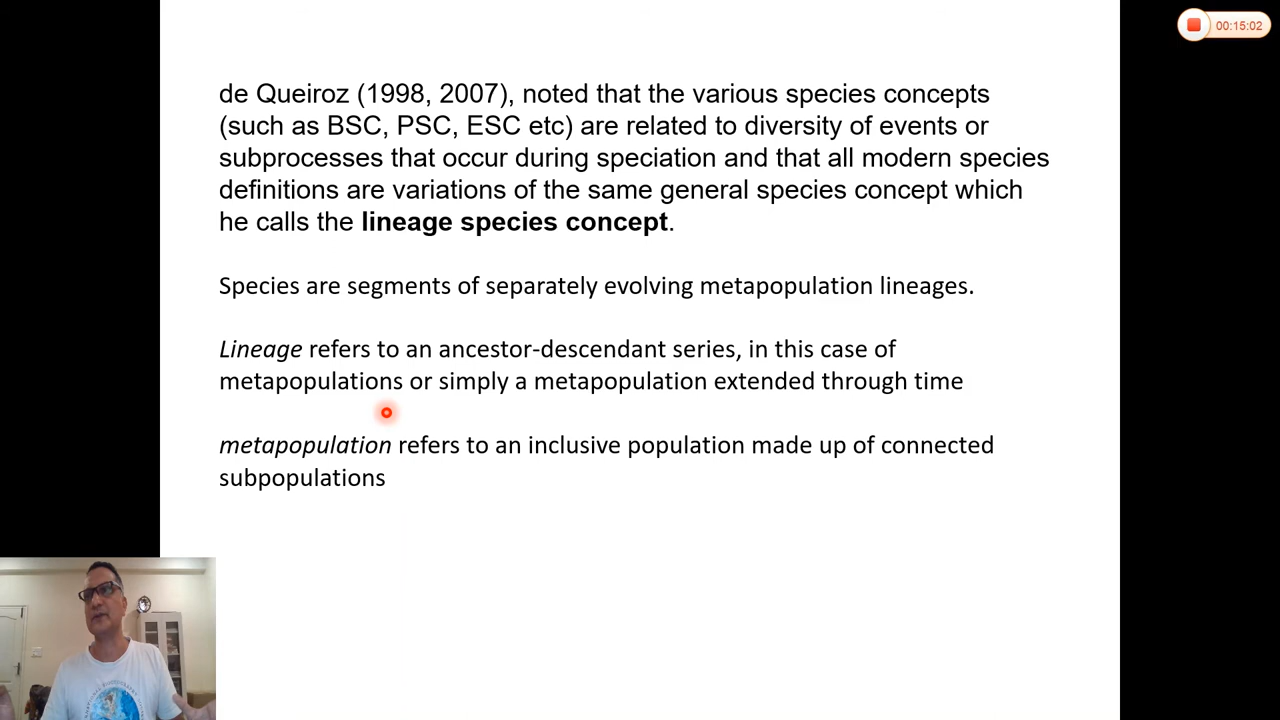 00:15:02
de Queiroz (1998, 2007), noted that the various species concepts
(such as BSC, PSC, ESC etc) are related to diversity of events or
subprocesses that occur during speciation and that all modern species
definitions are variations of the same general species concept which
he calls the lineage species concept.
Species are segments of separately evolving metapopulation lineages.
Lineage refers to an ancestor-descendant series, in this case of
metapopulations or simply a metapopulation extended through time
metapopulation refers to an inclusive population made up of connected
subpopulations